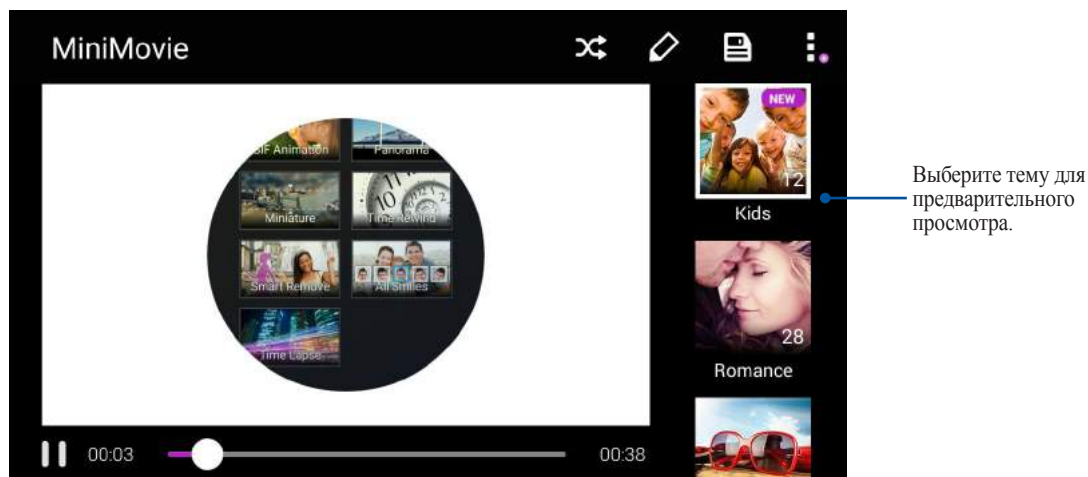 MiniMovie
GIF Animation
Panorama
Miniature
Time Rewind
Smart Remove
All Smiles
Time Lapse
NEW
12
Kids
28
Romance
00:03
00:38
Выберите тему для
предварительного
просмотра.